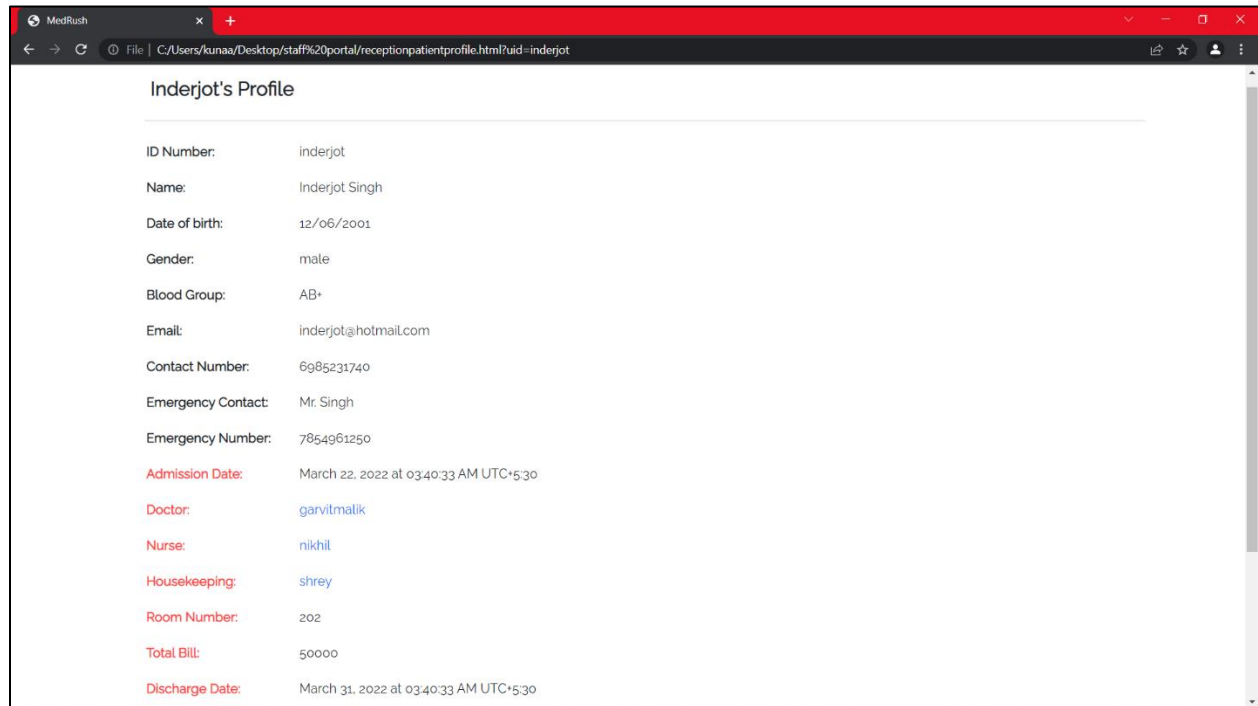 MedRush
File | C:/Users/kunaa/Desktop/staff%20portal/receptionpatientprofile.html?uid=inderjot
Inderjot's Profile
ID Number: inderjot
Name: Inderjot Singh
Date of birth: 12/06/2001
Gender: male
Blood Group: AB+
Email: inderjot@hotmail.com
Contact Number: 6985231740
Emergency Contact: Mr. Singh
Emergency Number: 7854961250
Admission Date: March 22, 2022 at 03:40:33 AM UTC+5:30
Doctor: garvitmalik
Nurse: nikhil
Housekeeping: shrey
Room Number: 202
Total Bill: 50000
Discharge Date: March 31, 2022 at 03:40:33 AM UTC+5:30